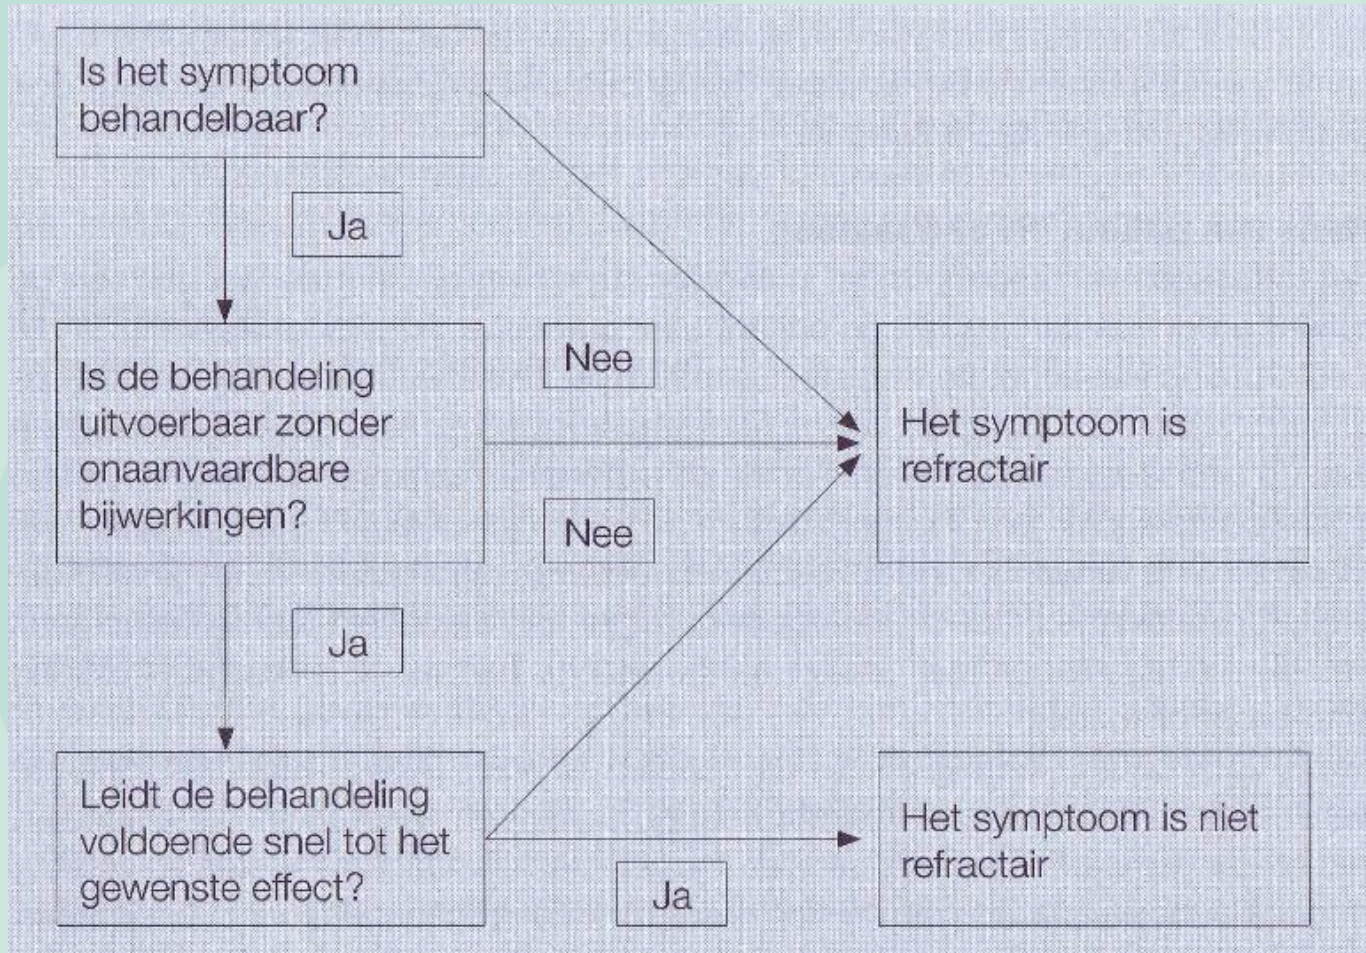 Is het symptoom
behandelbaar?
Ja
Is de behandeling
uitvoerbaar zonder
onaanvaardbare
bijwerkingen?
Nee
Nee
Het symptoom is
refractair
Ja
Leidt de behandeling
voldoende snel tot het
gewenste effect?
Ja
Het symptoom is niet
refractair